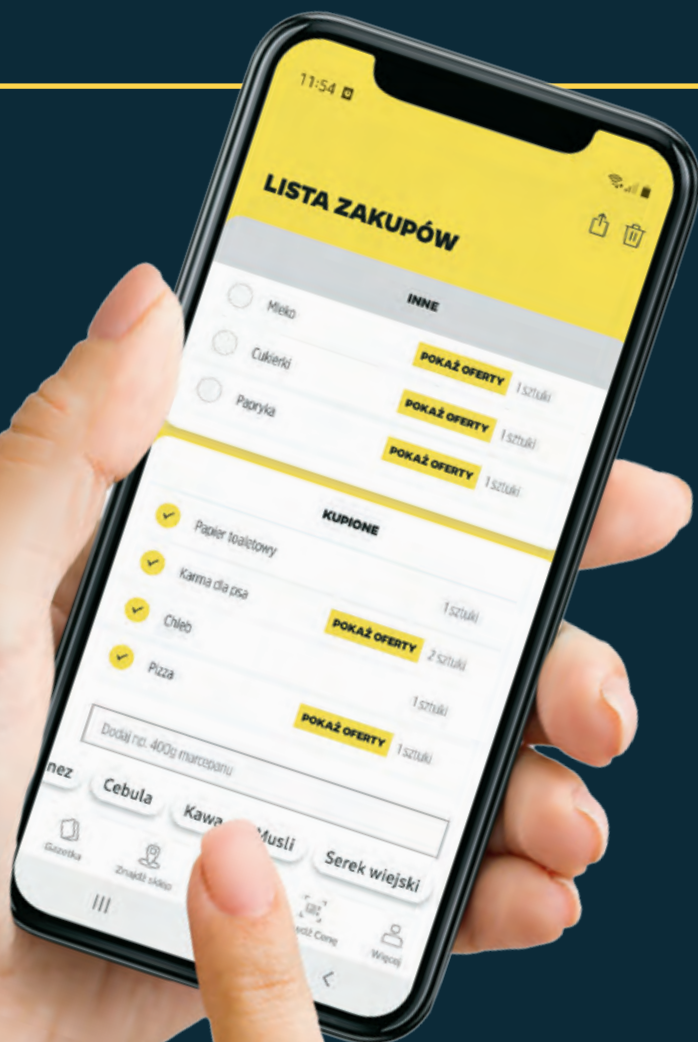 11:54
LISTA ZAKUPÓW
INNE
Mleko
POKAŻ OFERTY 1 sztuki
Cukierki
POKAŻ OFERTY 1 sztuki
Papryka
POKAŻ OFERTY 1 sztuki
KUPIONE
Papier toaletowy
1 sztuki
Karma dla psa
POKAŻ OFERTY 2 sztuki
Chleb
1 sztuki
Pizza
POKAŻ OFERTY 1 sztuki
Dodaj np. 400g marcepanu
nez Cebula Kawa Musli Serek wiejski
Gazetka Znajdź sklep wdź Cenę Więcej